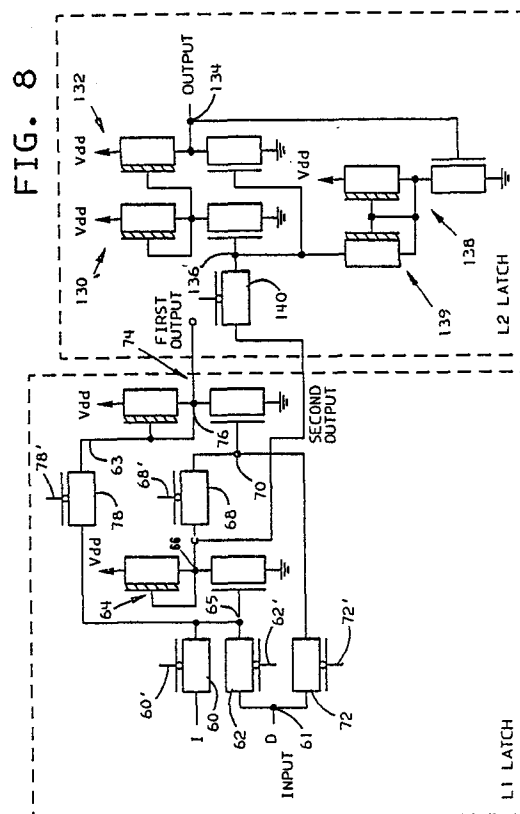 FIG. 8
132
Vdd
130
Vdd
OUTPUT
134
136'
140'
FIRST
OUTPUT
74
Vdd
138
139
L2 LATCH
78'
78
63
Vdd
76
SECOND
OUTPUT
68'
68
70
Vdd
66
64
65
60'
I
60
62
62'
D
INPUT
61
72'
72
L1 LATCH